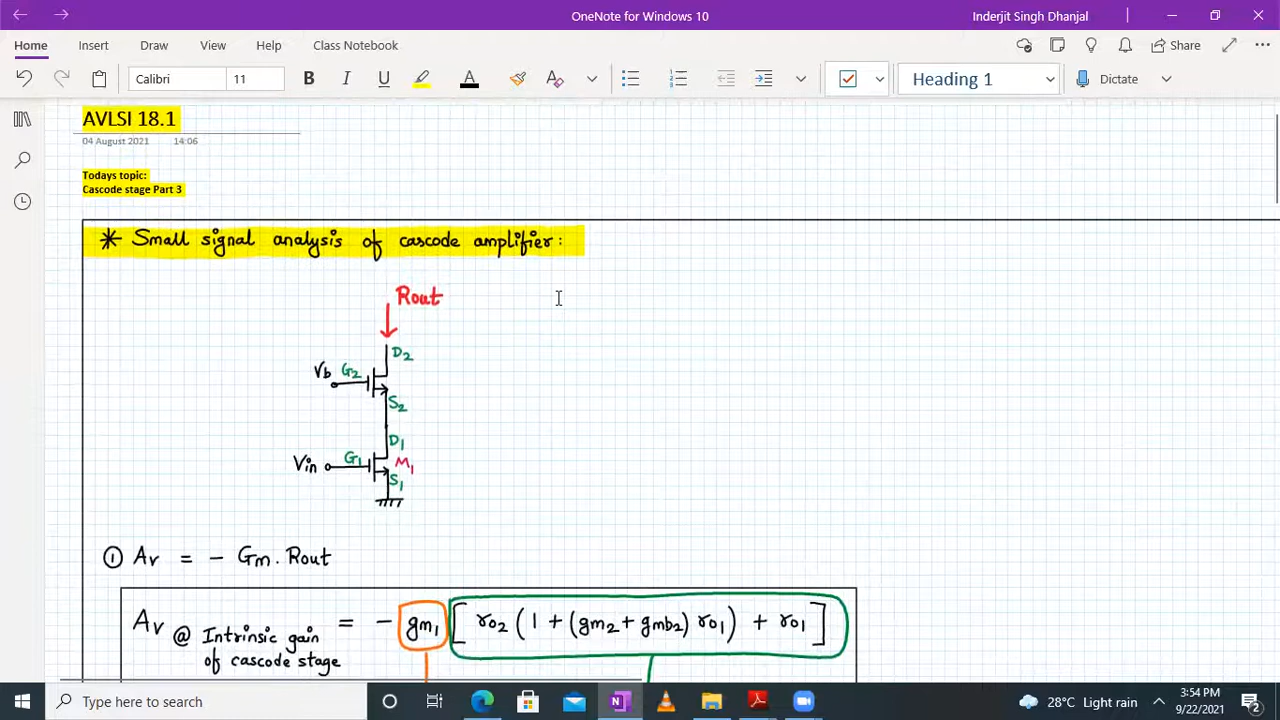 OneNote for Windows 10
Inderjit Singh Dhanjal
Home Insert Draw View Help Class Notebook
Share
Calibri 11 B I U A Heading 1 Dictate
AVLSI 18.1
04 August 2021 14:06
Todays topic:
Cascode stage Part 3
* Small signal analysis of cascode amplifier:
Rout
D2
Vb G2
S2
D1
Vin G1 M1
S1
① Av = - Gm. Rout
Av @ Intrinsic gain of cascode stage = - gm1 [ ro2 ( 1 + (gm2 + gmb2) ro1 ) + ro1 ]
Type here to search
28°C Light rain
3:54 PM
9/22/2021
2